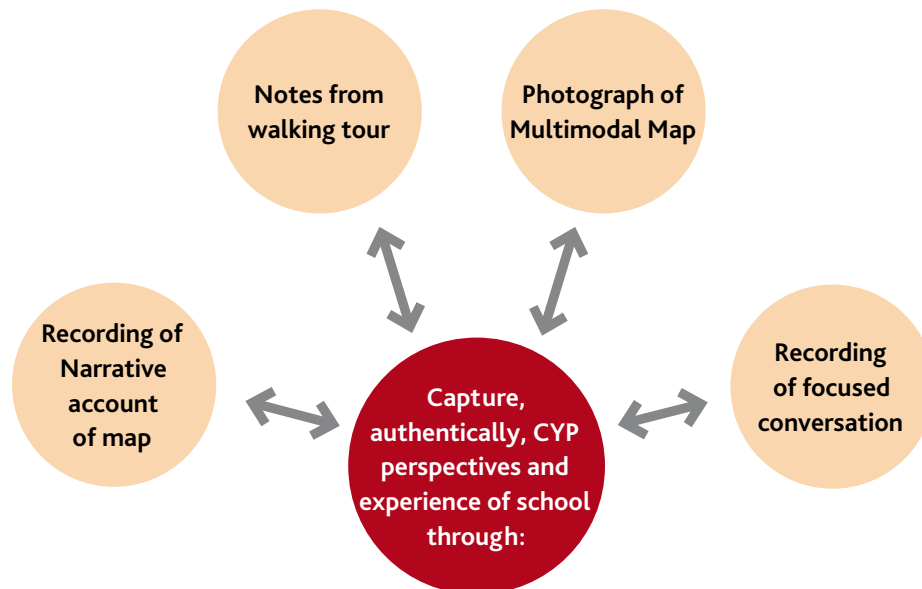 Notes from
walking tour
Photograph of
Multimodal Map
Recording of
Narrative
account
of map
Recording
of focused
conversation
Capture,
authentically, CYP
perspectives and
experience of school
through: